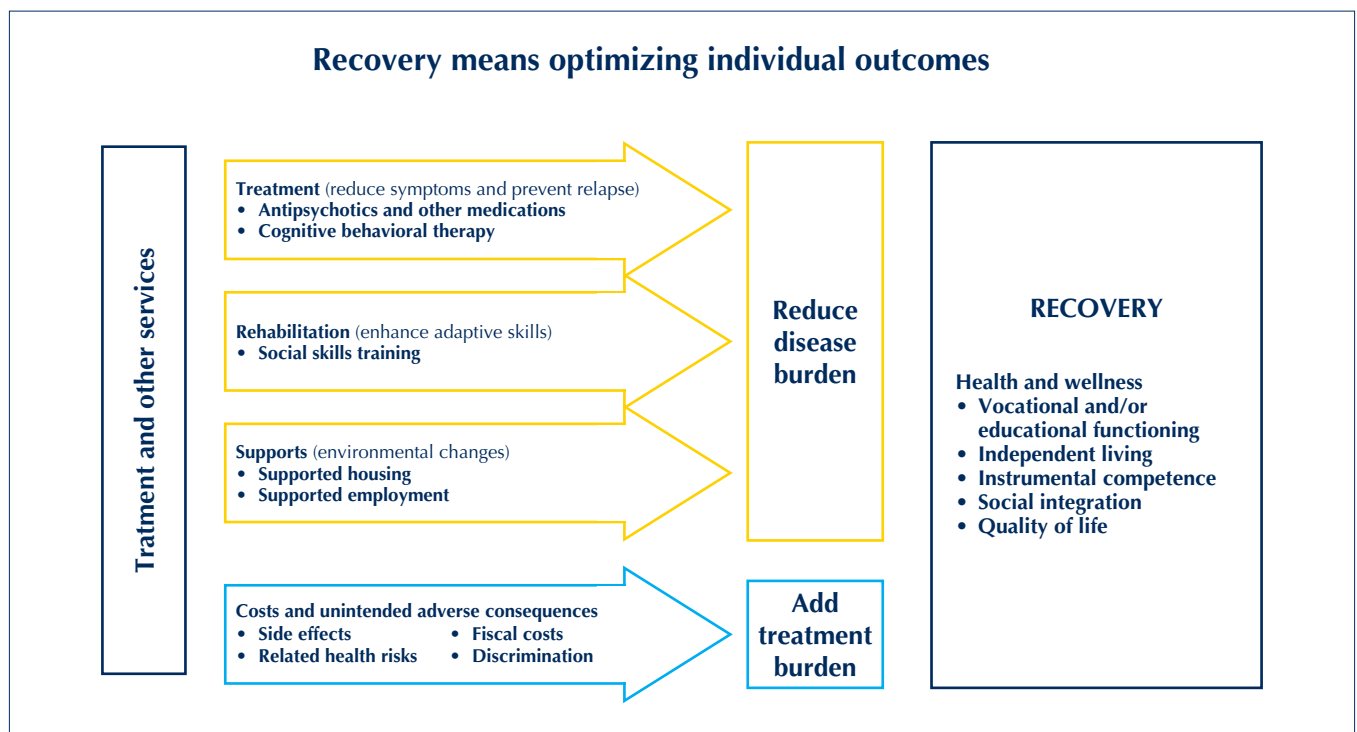 Recovery means optimizing individual outcomes
Tratment and other services
Treatment (reduce symptoms and prevent relapse)
• Antipsychotics and other medications
• Cognitive behavioral therapy
Rehabilitation (enhance adaptive skills)
• Social skills training
Supports (environmental changes)
• Supported housing
• Supported employment
Costs and unintended adverse consequences
• Side effects • Fiscal costs
• Related health risks • Discrimination
Reduce
disease
burden
Add
treatment
burden
RECOVERY
Health and wellness
• Vocational and/or
educational functioning
• Independent living
• Instrumental competence
• Social integration
• Quality of life